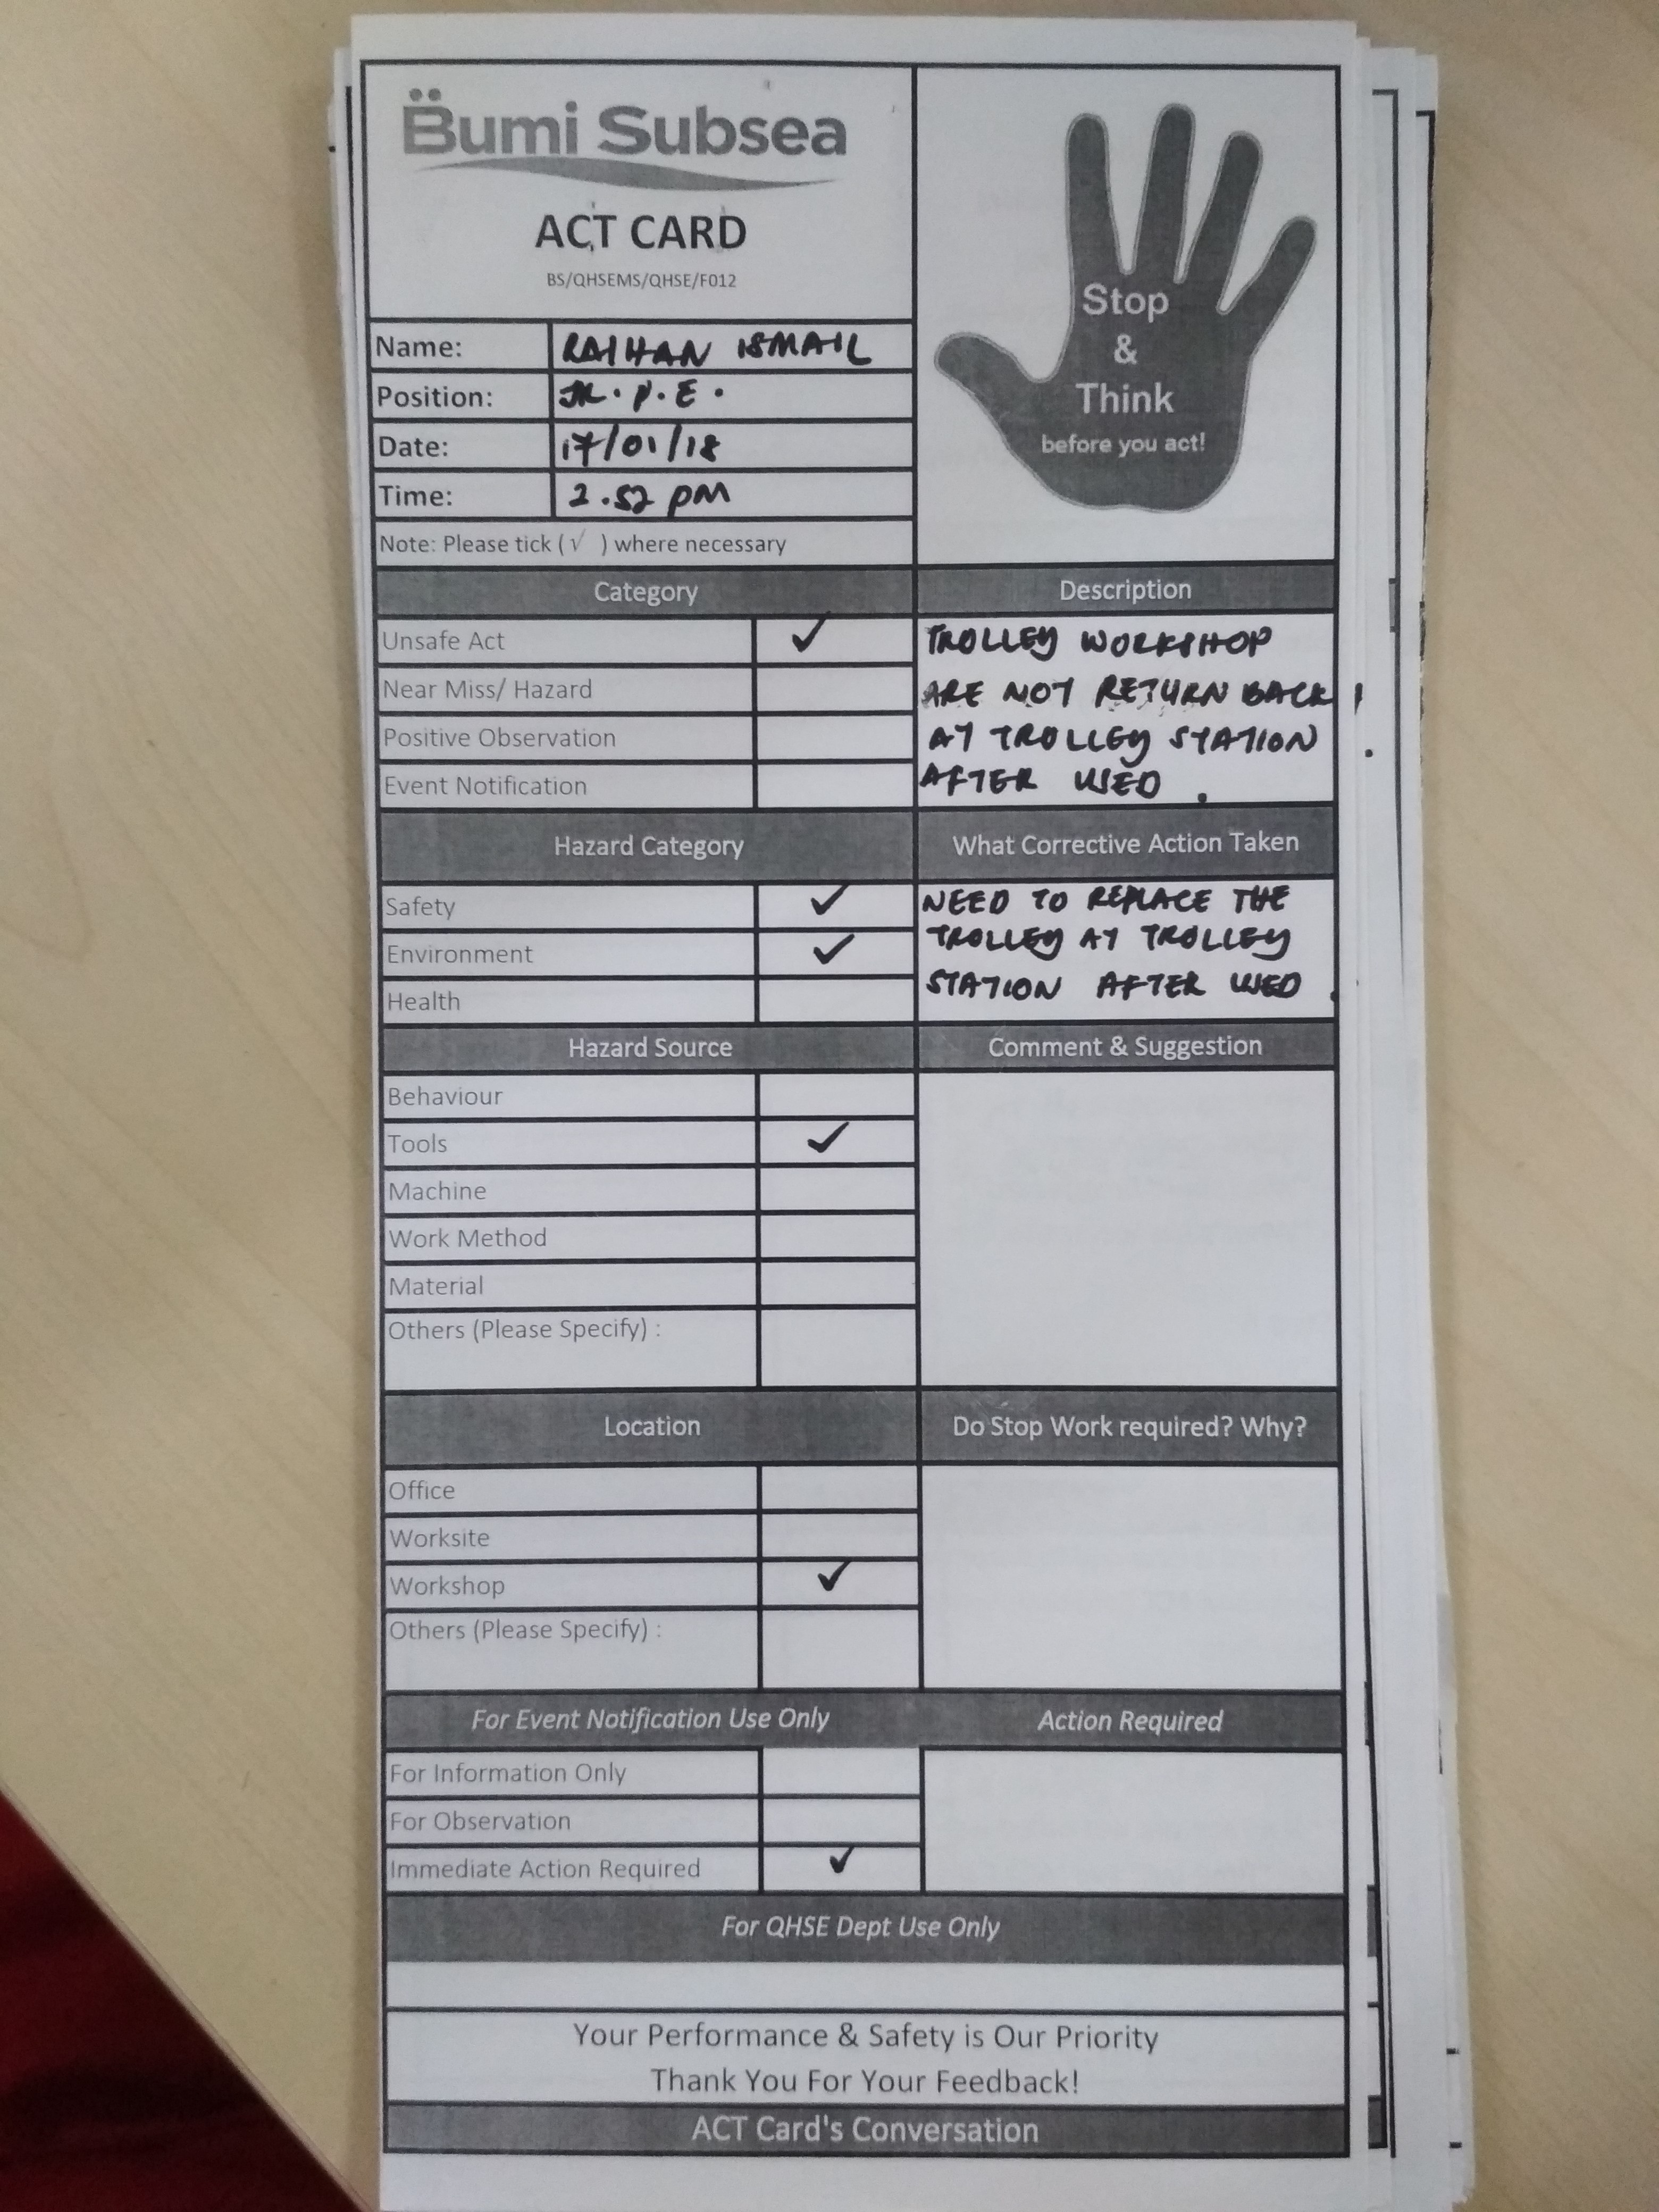 Bumi Subsea
ACT CARD
BS/QHSEMS/QHSE/F012
Stop
&
Think
before you act!
Name: RAIHAN ISMAIL
Position: JR. P. E.
Date: 17/01/18
Time: 2.52 PM
Note: Please tick ( √ ) where necessary
Category
Unsafe Act ✓
Near Miss/ Hazard
Positive Observation
Event Notification
Description
TROLLEY WORKSHOP
ARE NOT RETURN BACK
AT TROLLEY STATION
AFTER USED .
Hazard Category
Safety ✓
Environment ✓
Health
What Corrective Action Taken
NEED TO REPLACE THE
TROLLEY AT TROLLEY
STATION AFTER USED .
Hazard Source
Behaviour
Tools ✓
Machine
Work Method
Material
Others (Please Specify) :
Comment & Suggestion
Location
Office
Worksite
Workshop ✓
Others (Please Specify) :
Do Stop Work required? Why?
For Event Notification Use Only
For Information Only
For Observation
Immediate Action Required ✓
Action Required
For QHSE Dept Use Only
Your Performance & Safety is Our Priority
Thank You For Your Feedback!
ACT Card's Conversation